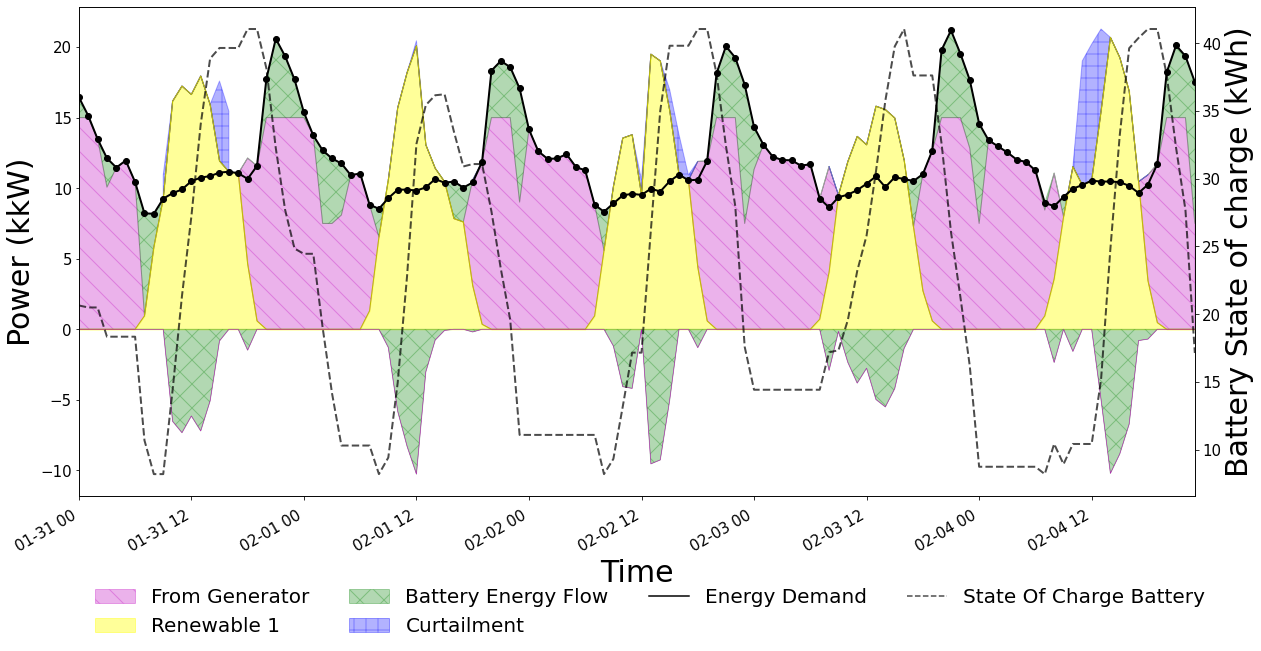 Power (kkW)
20
15
10
5
0
−5
−10
40
35
30
25
20
15
10
Battery State of charge (kWh)
01-31 00
01-31 12
02-01 00
02-01 12
02-02 00
02-02 12
02-03 00
02-03 12
02-04 00
02-04 12
Time
From Generator
Battery Energy Flow
Energy Demand
State Of Charge Battery
Renewable 1
Curtailment